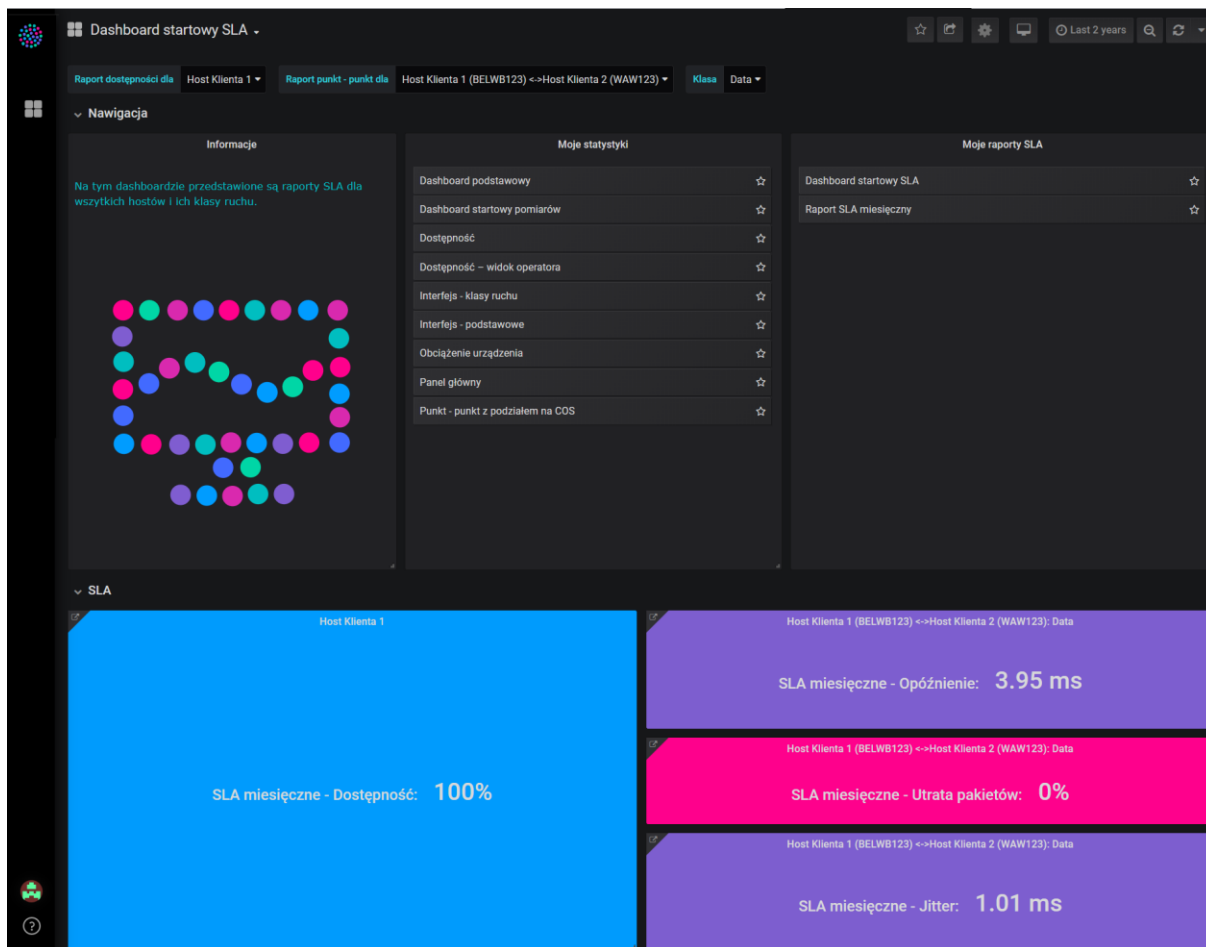 Dashboard startowy SLA
Last 2 years
Raport dostępności dla Host Klienta 1 Raport punkt - punkt dla Host Klienta 1 (BELWB123) <->Host Klienta 2 (WAW123) Klasa Data
Nawigacja
Informacje
Na tym dashboardzie przedstawione są raporty SLA dla
wszytkich hostów i ich klasy ruchu.
Moje statystyki
Dashboard podstawowy
Dashboard startowy pomiarów
Dostępność
Dostępność – widok operatora
Interfejs - klasy ruchu
Interfejs - podstawowe
Obciążenie urządzenia
Panel główny
Punkt - punkt z podziałem na COS
Moje raporty SLA
Dashboard startowy SLA
Raport SLA miesięczny
SLA
Host Klienta 1
SLA miesięczne - Dostępność: 100%
Host Klienta 1 (BELWB123) <->Host Klienta 2 (WAW123): Data
SLA miesięczne - Opóźnienie: 3.95 ms
Host Klienta 1 (BELWB123) <->Host Klienta 2 (WAW123): Data
SLA miesięczne - Utrata pakietów: 0%
Host Klienta 1 (BELWB123) <->Host Klienta 2 (WAW123): Data
SLA miesięczne - Jitter: 1.01 ms